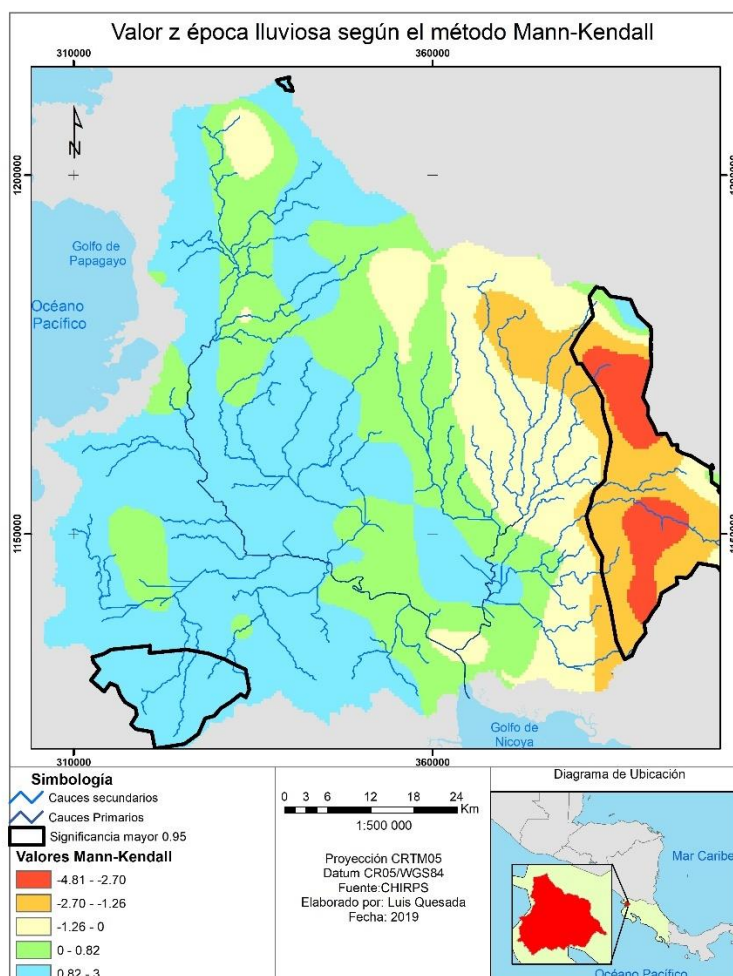 Valor z época lluviosa según el método Mann-Kendall
310000
360000
1200000
1200000
N
Golfo de
Papagayo
Océano
Pacífico
1150000
1150000
Golfo de
Nicoya
310000
360000
Simbología
Cauces secundarios
Cauces Primarios
Significancia mayor 0.95
Valores Mann-Kendall
-4.81 - -2.70
-2.70 - -1.26
-1.26 - 0
0 - 0.82
0.82 - 3
0 3 6 12 18 24
Km
1:500 000
Proyección CRTM05
Datum CR05/WGS84
Fuente:CHIRPS
Elaborado por: Luis Quesada
Fecha: 2019
Diagrama de Ubicación
Mar Caribe
Océano Pacífico